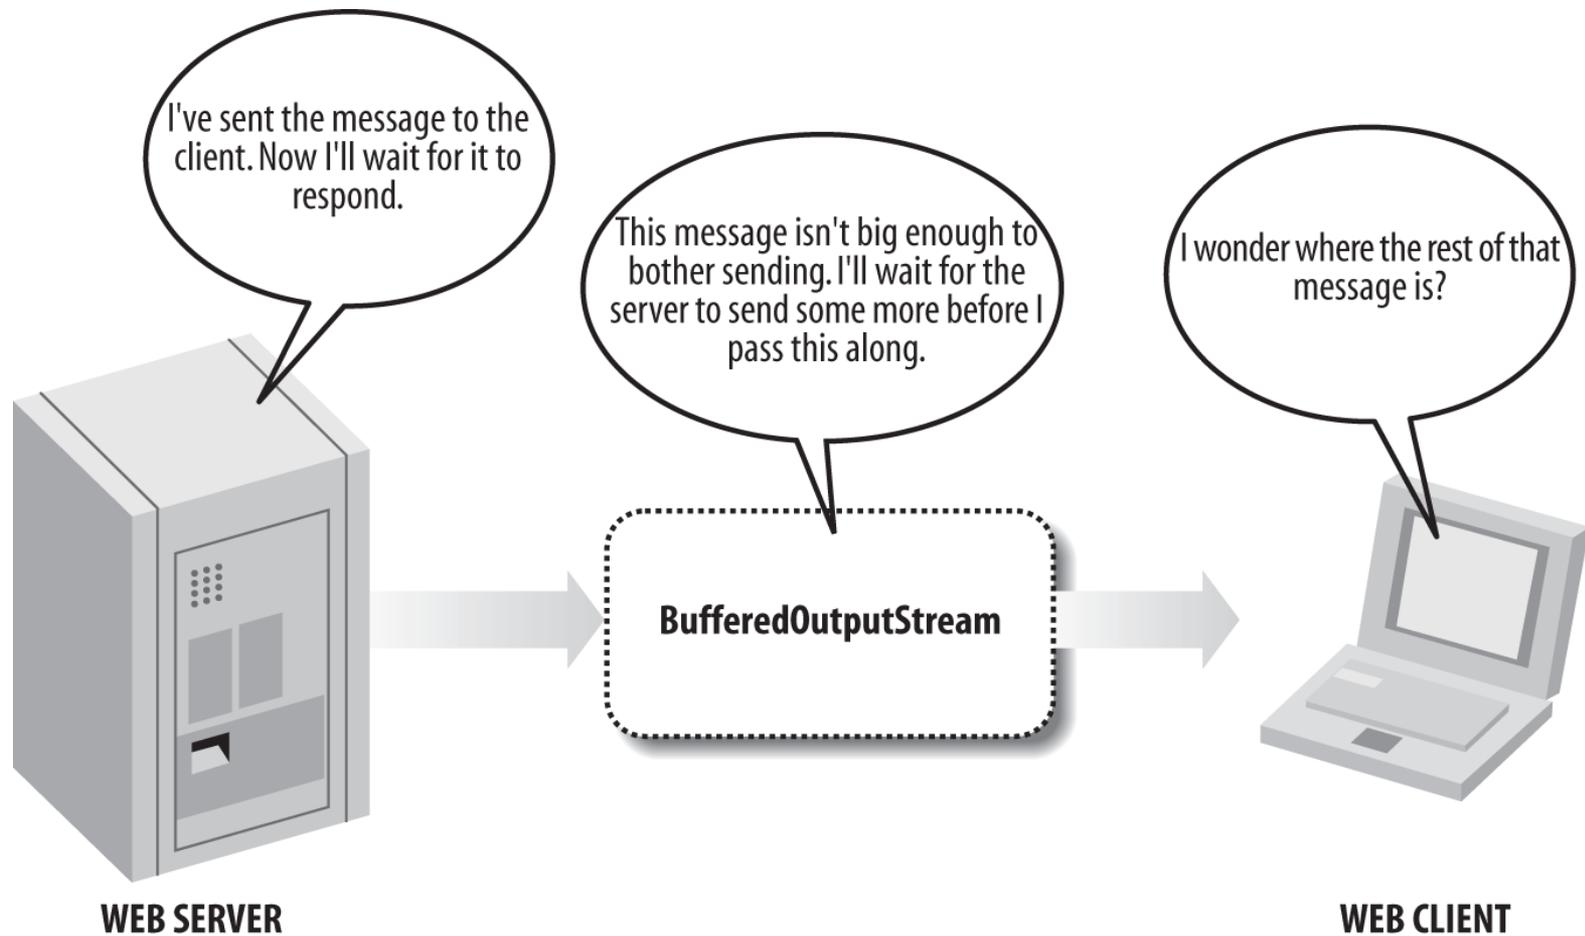 I've sent the message to the
client. Now I'll wait for it to
respond.
This message isn't big enough to
bother sending. I'll wait for the
server to send some more before I
pass this along.
I wonder where the rest of that
message is?
BufferedOutputStream
WEB SERVER
WEB CLIENT